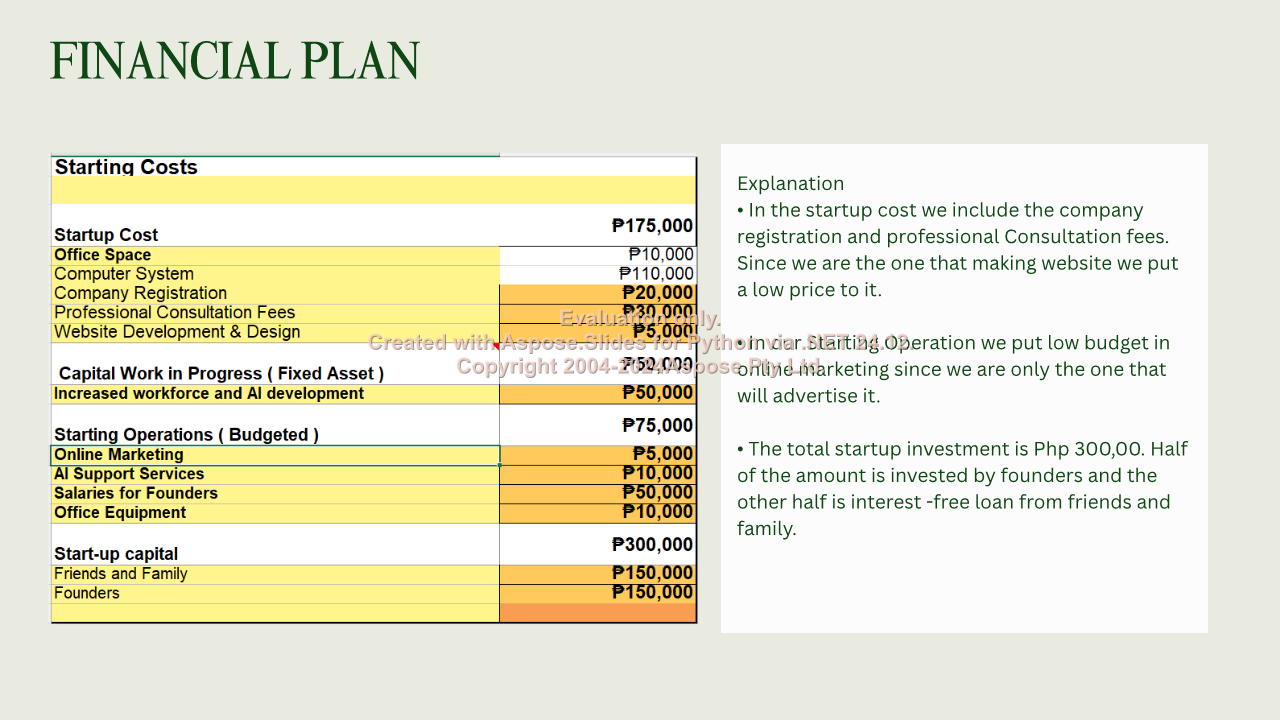 FINANCIAL PLAN
Starting Costs
Startup Cost ₱175,000
Office Space ₱10,000
Computer System ₱110,000
Company Registration ₱20,000
Professional Consultation Fees ₱30,000
Website Development & Design ₱5,000
Capital Work in Progress ( Fixed Asset ) ₱50,000
Increased workforce and AI development ₱50,000
Starting Operations ( Budgeted ) ₱75,000
Online Marketing ₱5,000
AI Support Services ₱10,000
Salaries for Founders ₱50,000
Office Equipment ₱10,000
Start-up capital ₱300,000
Friends and Family ₱150,000
Founders ₱150,000
Explanation
• In the startup cost we include the company
registration and professional Consultation fees.
Since we are the one that making website we put
a low price to it.
• In our Starting Operation we put low budget in
online marketing since we are only the one that
will advertise it.
• The total startup investment is Php 300,00. Half
of the amount is invested by founders and the
other half is interest -free loan from friends and
family.
Evaluation only.
Created with Aspose.Slides for Python via .NET 24.12.
Copyright 2004-2024Aspose Pty Ltd.